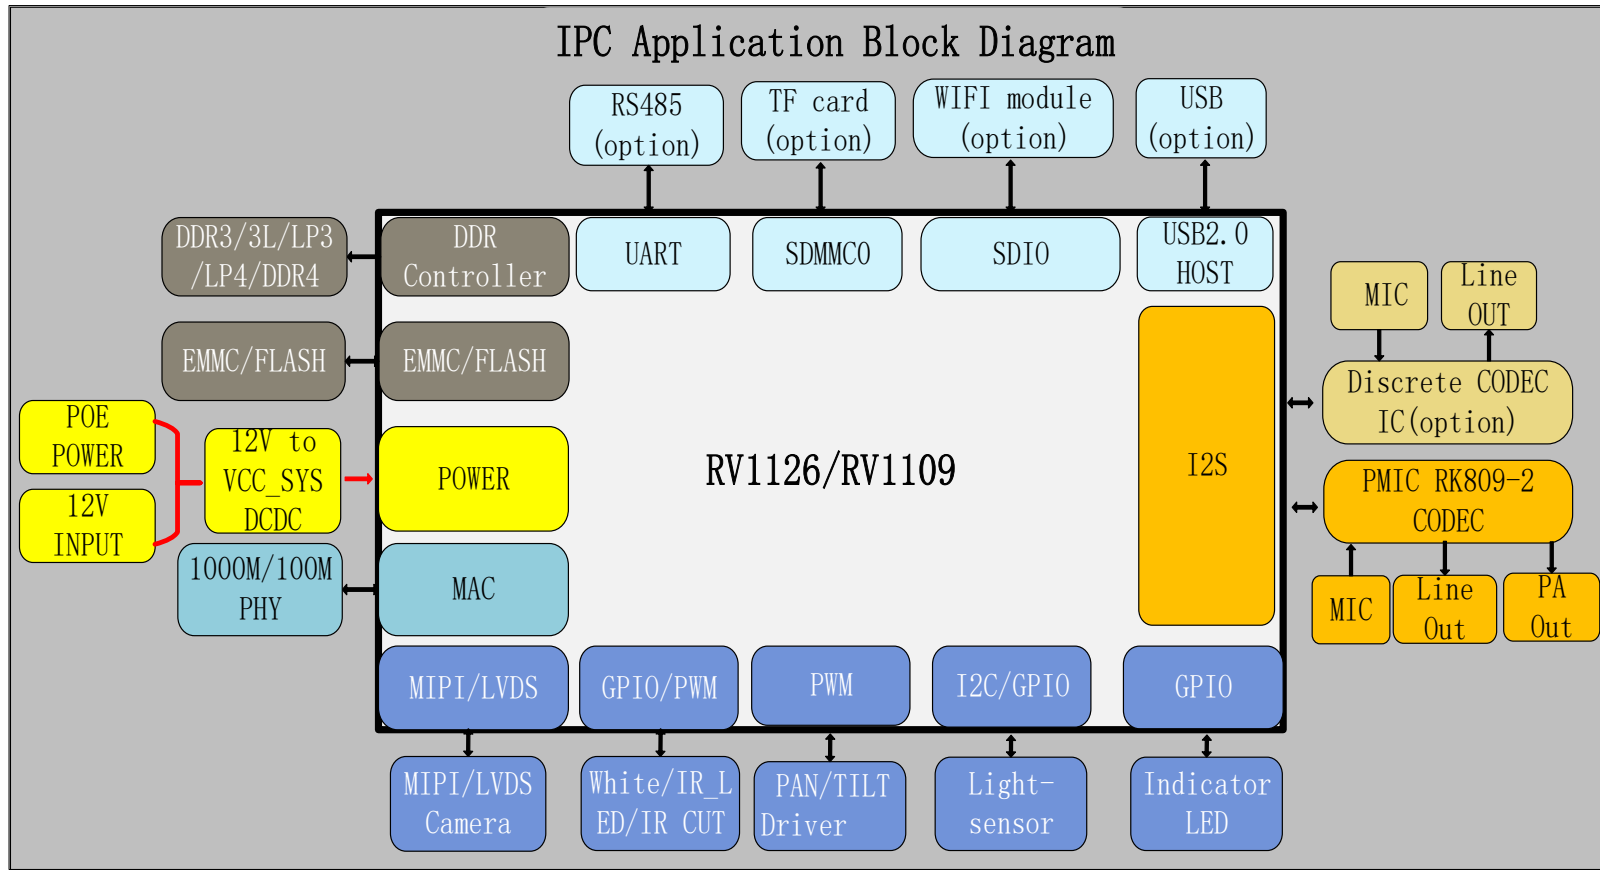 IPC Application Block Diagram
RS485
(option)
TF card
(option)
WIFI module
(option)
USB
(option)
DDR3/3L/LP3
/LP4/DDR4
DDR
Controller
UART
SDMMC0
SDIO
USB2.0
HOST
EMMC/FLASH
EMMC/FLASH
MIC
Line
OUT
Discrete CODEC
IC(option)
POE
POWER
12V
INPUT
12V to
VCC_SYS
DCDC
POWER
RV1126/RV1109
I2S
PMIC RK809-2
CODEC
MIC
Line
Out
PA
Out
1000M/100M
PHY
MAC
MIPI/LVDS
GPIO/PWM
PWM
I2C/GPIO
GPIO
MIPI/LVDS
Camera
White/IR_L
ED/IR CUT
PAN/TILT
Driver
Light-
sensor
Indicator
LED